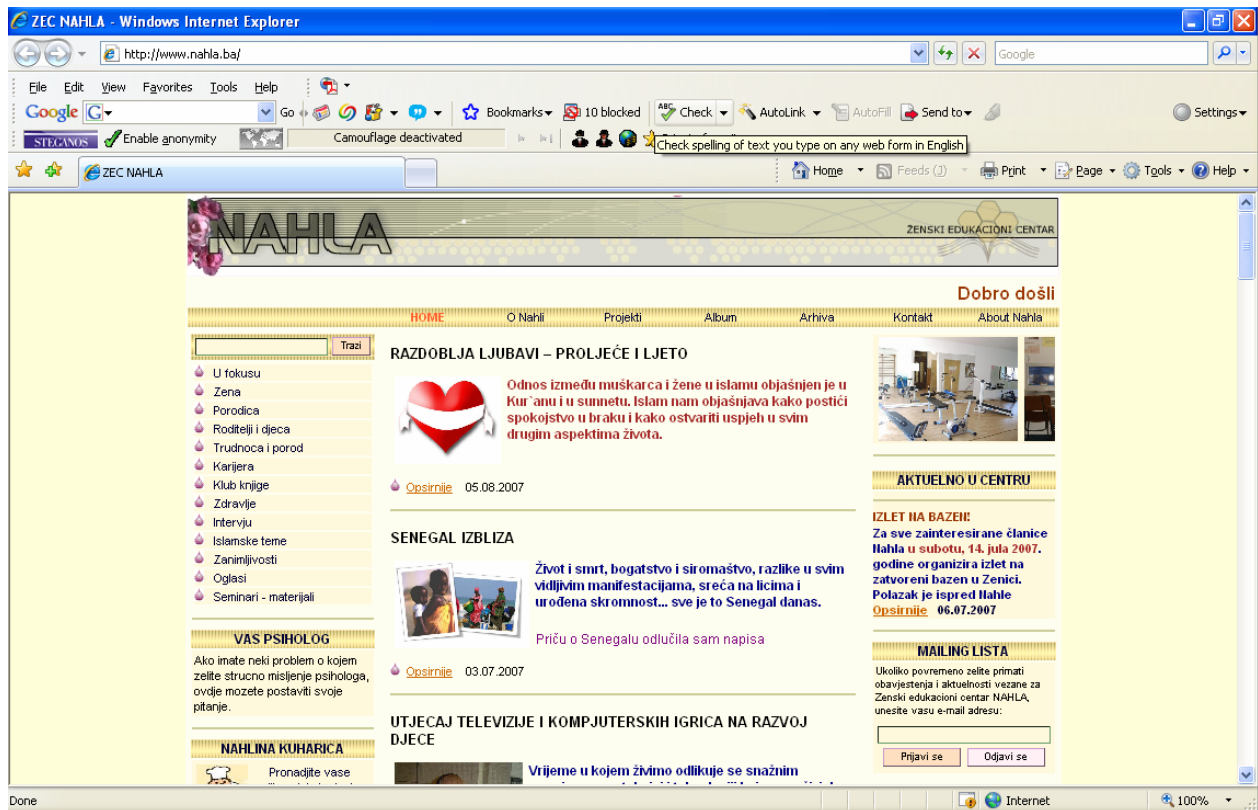 ZEC NAHLA - Windows Internet Explorer
http://www.nahla.ba/
Google
File Edit View Favorites Tools Help
Google G Go Bookmarks 10 blocked ABC Check AutoLink AutoFill Send to Settings
STEGANOS Enable anonymity Camouflage deactivated
Check spelling of text you type on any web form in English
ZEC NAHLA
Home Feeds (J) Print Page Tools Help
NAHLA
ŽENSKI EDUKACIONI CENTAR
Dobro došli
HOME O Nahli Projekti Album Arhiva Kontakt About Nahla
Trazi
U fokusu
Zena
Porodica
Roditelji i djeca
Trudnoca i porod
Karijera
Klub knjige
Zdravlje
Intervju
Islamske teme
Zanimljivosti
Oglasi
Seminari - materijali
VAS PSIHOLOG
Ako imate neki problem o kojem
zelite strucno misljenje psihologa,
ovdje mozete postaviti svoje
pitanje.
NAHLINA KUHARICA
Pronadjite vase
RAZDOBLJA LJUBAVI – PROLJEĆE I LJETO
Odnos između muškarca i žene u islamu objašnjen je u
Kur`anu i u sunnetu. Islam nam objašnjava kako postići
spokojstvo u braku i kako ostvariti uspjeh u svim
drugim aspektima života.
Opsirnije 05.08.2007
SENEGAL IZBLIZA
Život i smrt, bogatstvo i siromaštvo, razlike u svim
vidljivim manifestacijama, sreća na licima i
urođena skromnost... sve je to Senegal danas.
Priču o Senegalu odlučila sam napisa
Opsirnije 03.07.2007
UTJECAJ TELEVIZIJE I KOMPJUTERSKIH IGRICA NA RAZVOJ
DJECE
Vrijeme u kojem živimo odlikuje se snažnim
AKTUELNO U CENTRU
IZLET NA BAZEN!
Za sve zainteresirane članice
Nahla u subotu, 14. jula 2007.
godine organizira izlet na
zatvoreni bazen u Zenici.
Polazak je ispred Nahle
Opsirnije 06.07.2007
MAILING LISTA
Ukoliko povremeno zelite primati
obavjestenja i aktuelnosti vezane za
Zenski edukacioni centar NAHLA,
unesite vasu e-mail adresu:
Prijavi se Odjavi se
Done Internet 100%